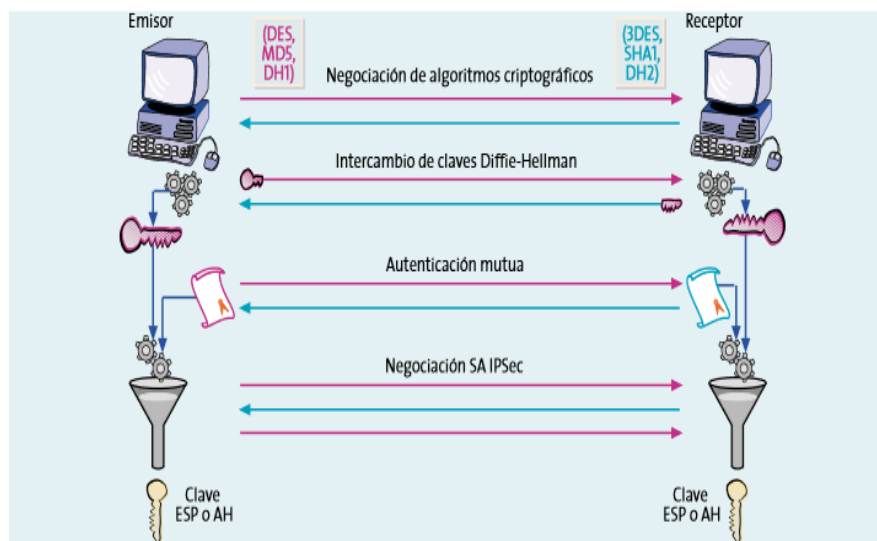 Emisor
(DES,
MD5,
DH1)
(3DES,
SHA1,
DH2)
Receptor
Negociación de algoritmos criptográficos
Intercambio de claves Diffie-Hellman
Autenticación mutua
Negociación SA IPSec
Clave
ESP o AH
Clave
ESP o AH